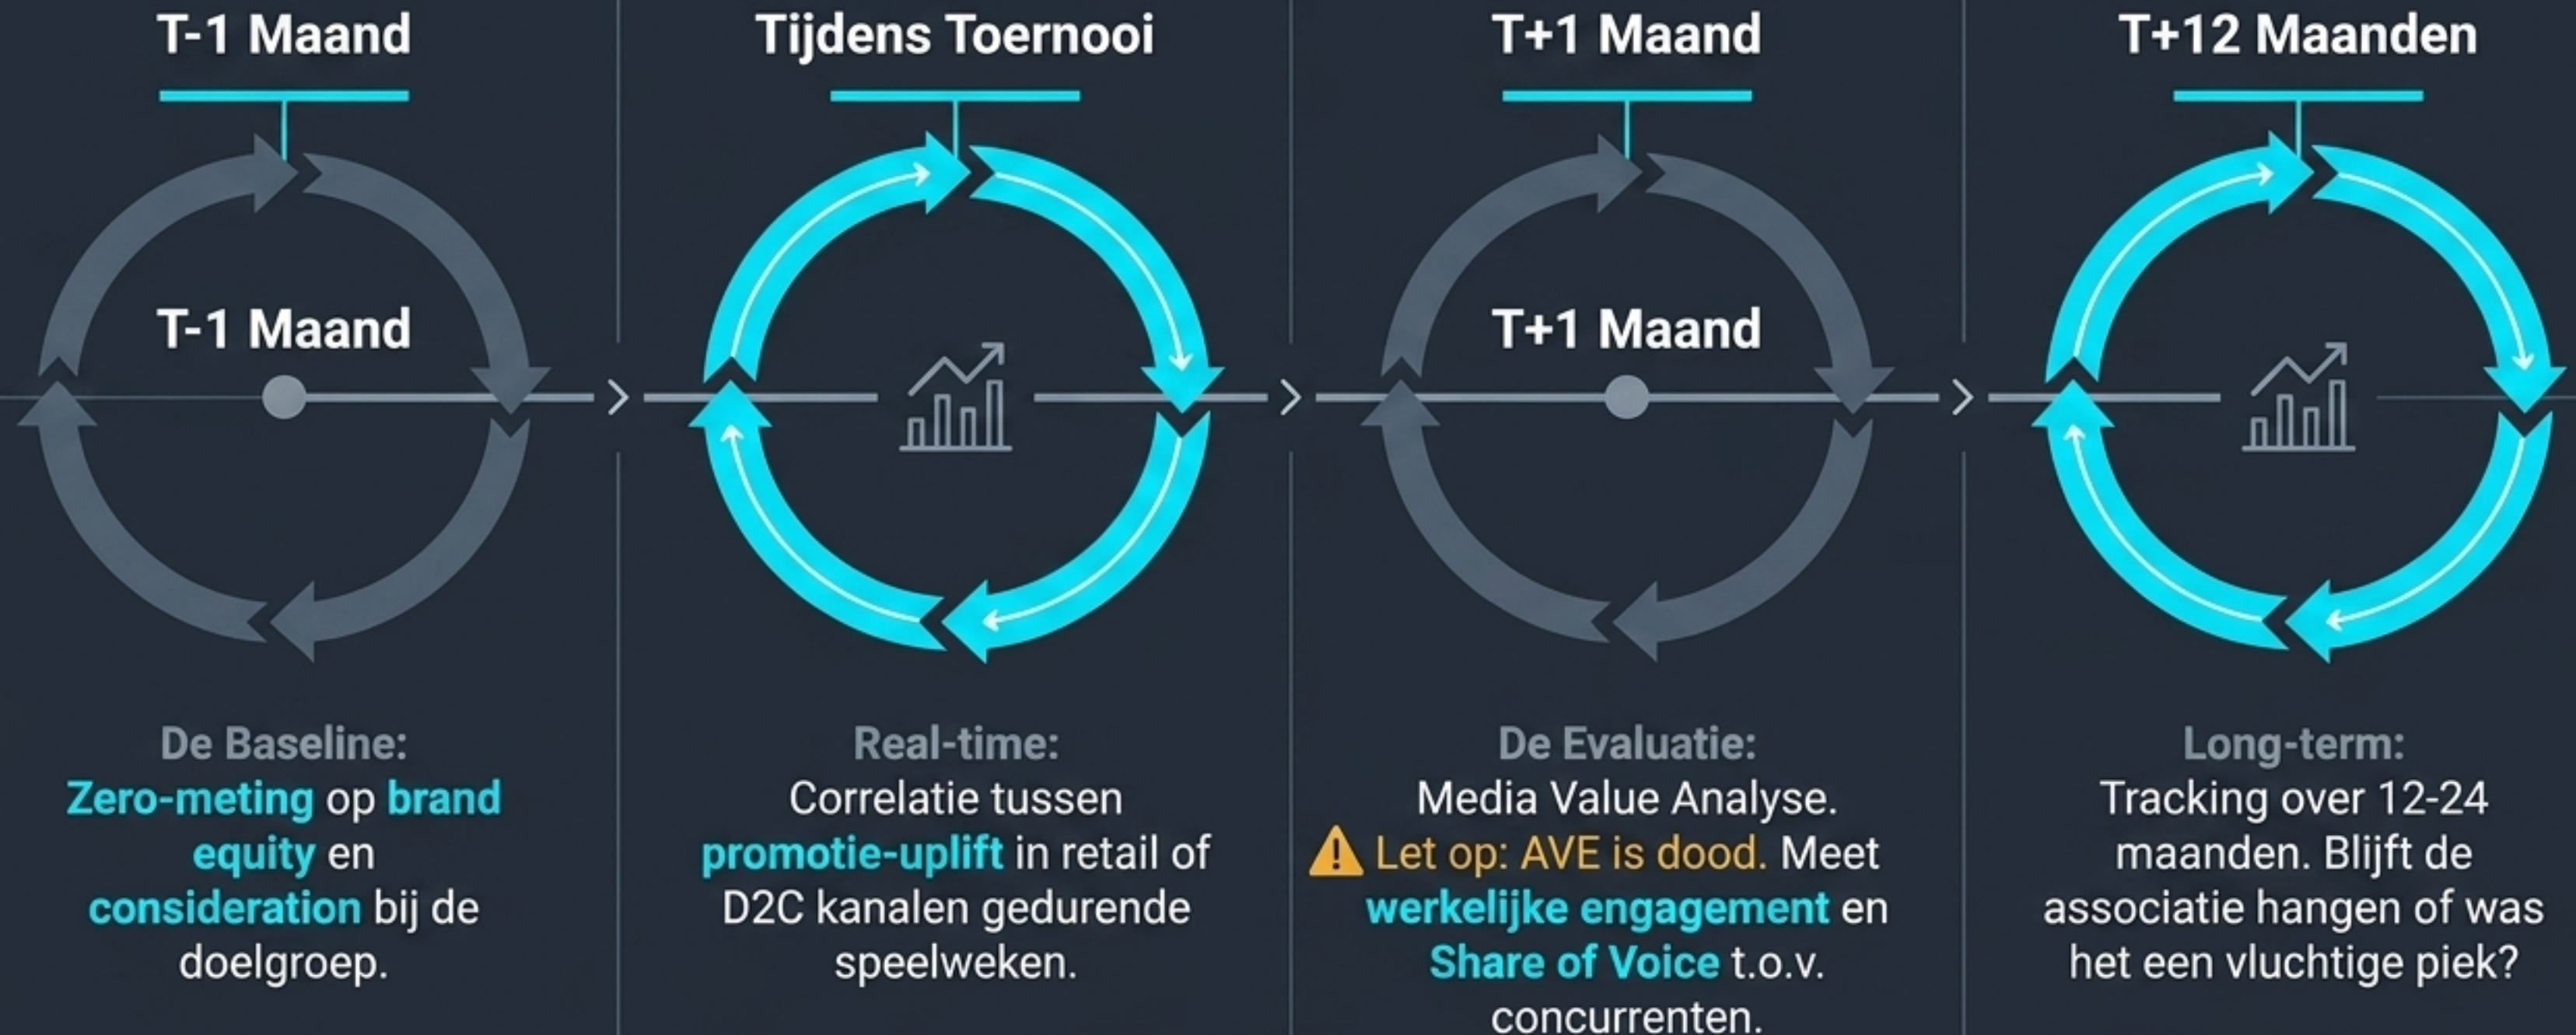 T-1 Maand
T-1 Maand
De Baseline:
Zero-meting op brand
equity en
consideration bij de
doelgroep.
Tijdens Toernooi
Real-time:
Correlatie tussen
promotie-uplift in retail of
D2C kanalen gedurende
speelweken.
T+1 Maand
T+1 Maand
De Evaluatie:
Media Value Analyse.
Let op: AVE is dood. Meet
werkelijke engagement en
Share of Voice t.o.v.
concurrenten.
T+12 Maanden
Long-term:
Tracking over 12-24
maanden. Blijft de
associatie hangen of was
het een vluchtige piek?